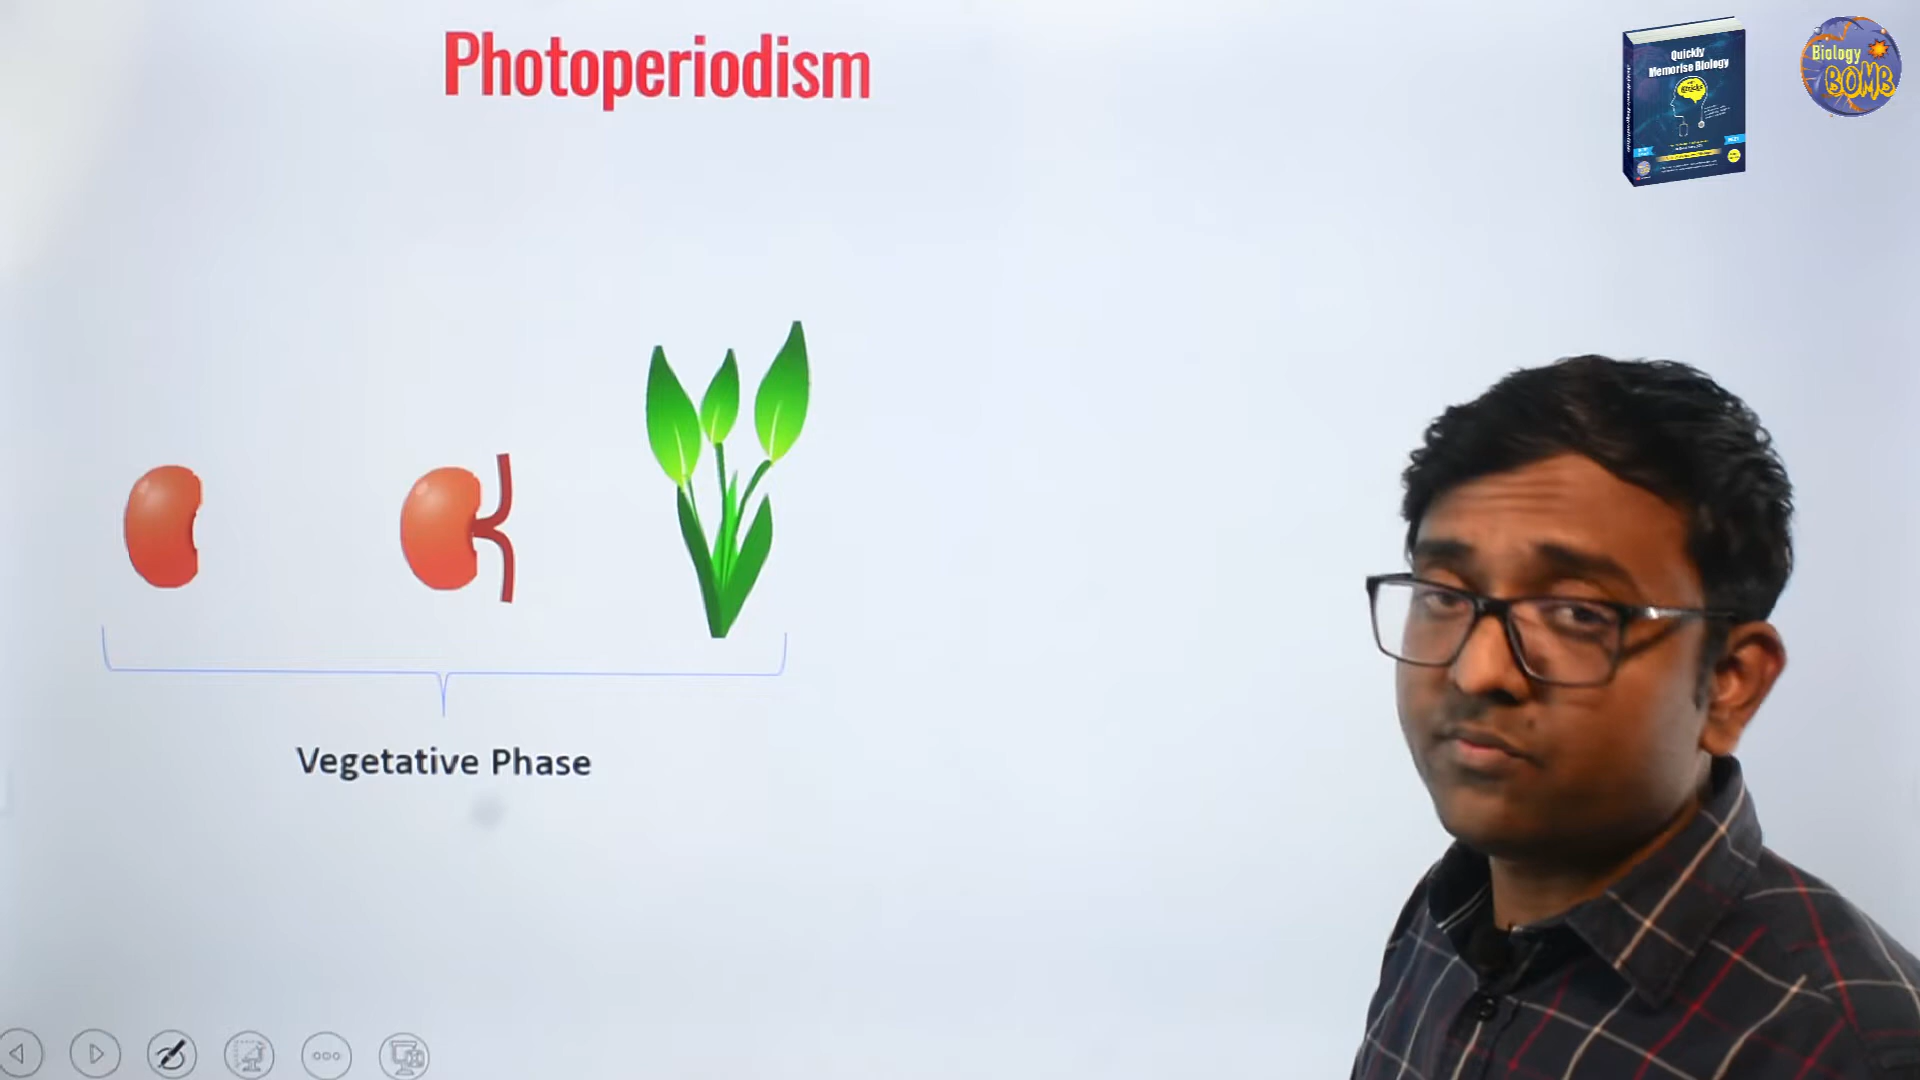 Photoperiodism
Quickly
Memorise Biology
Biology
BOMB
Vegetative Phase